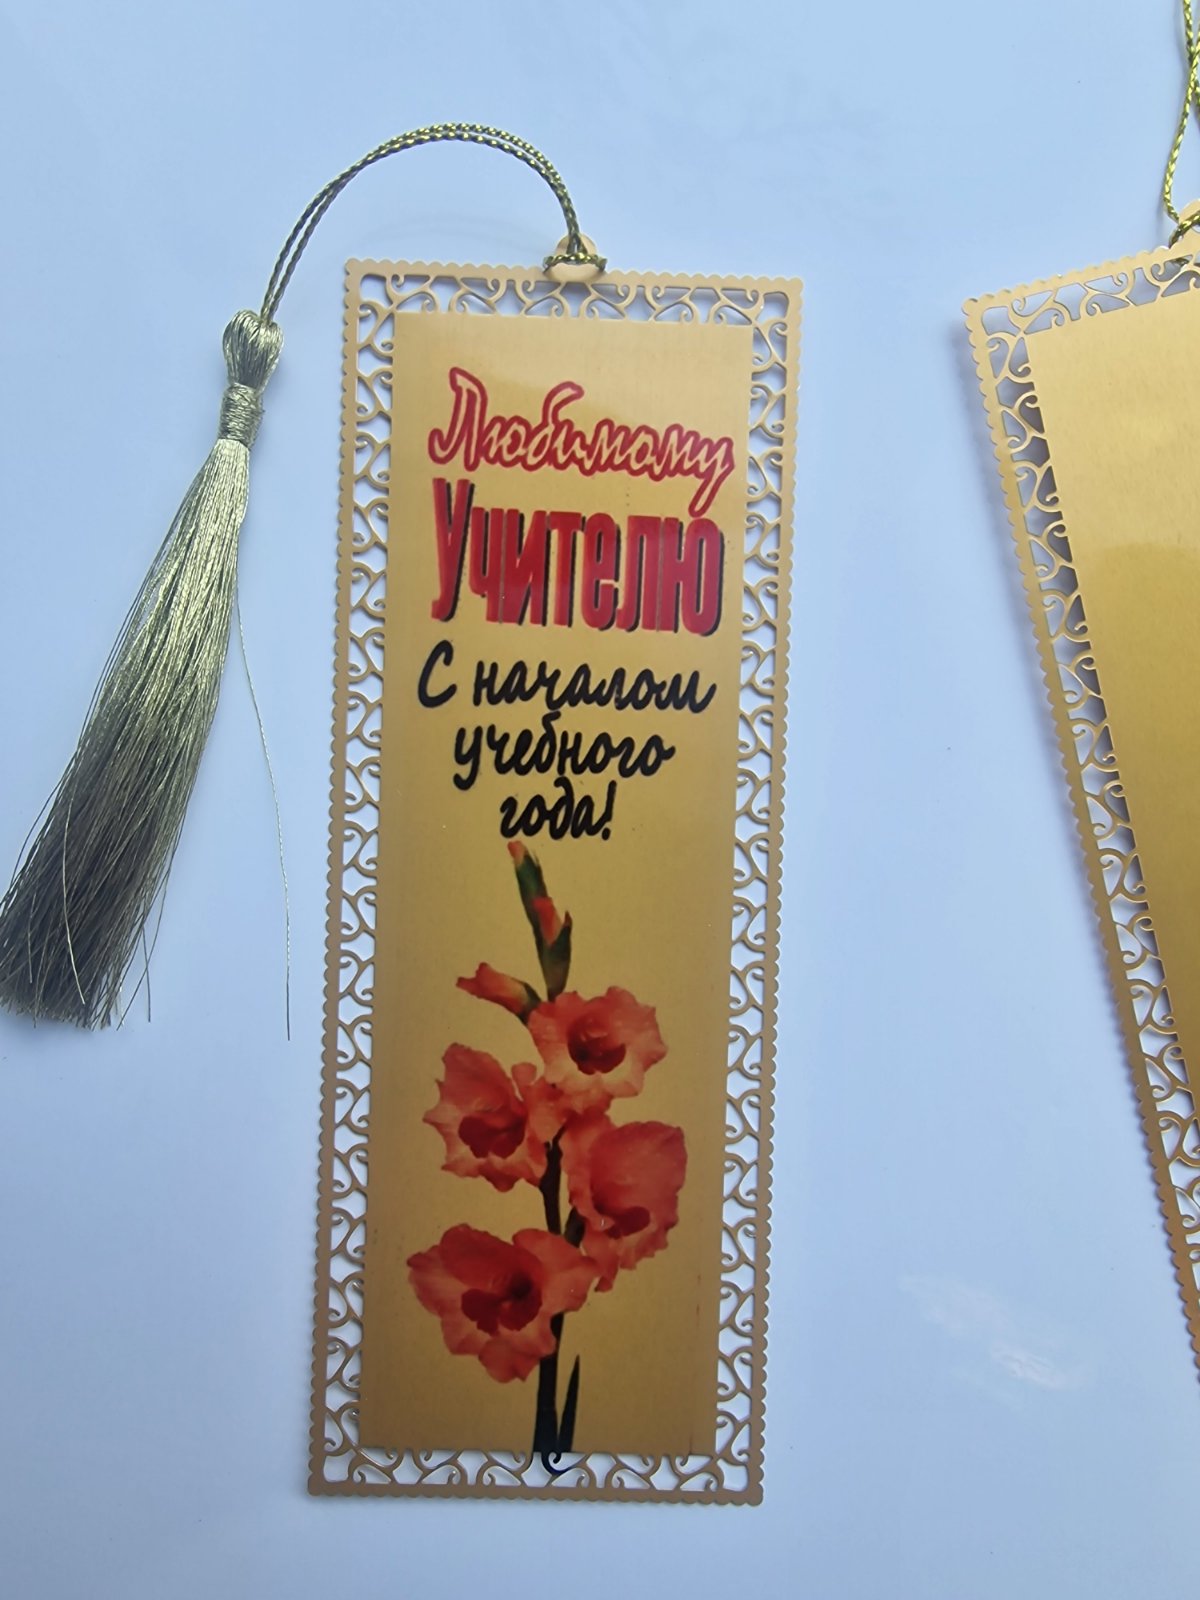 Любимому
Учителю
С началом
учебного
года!